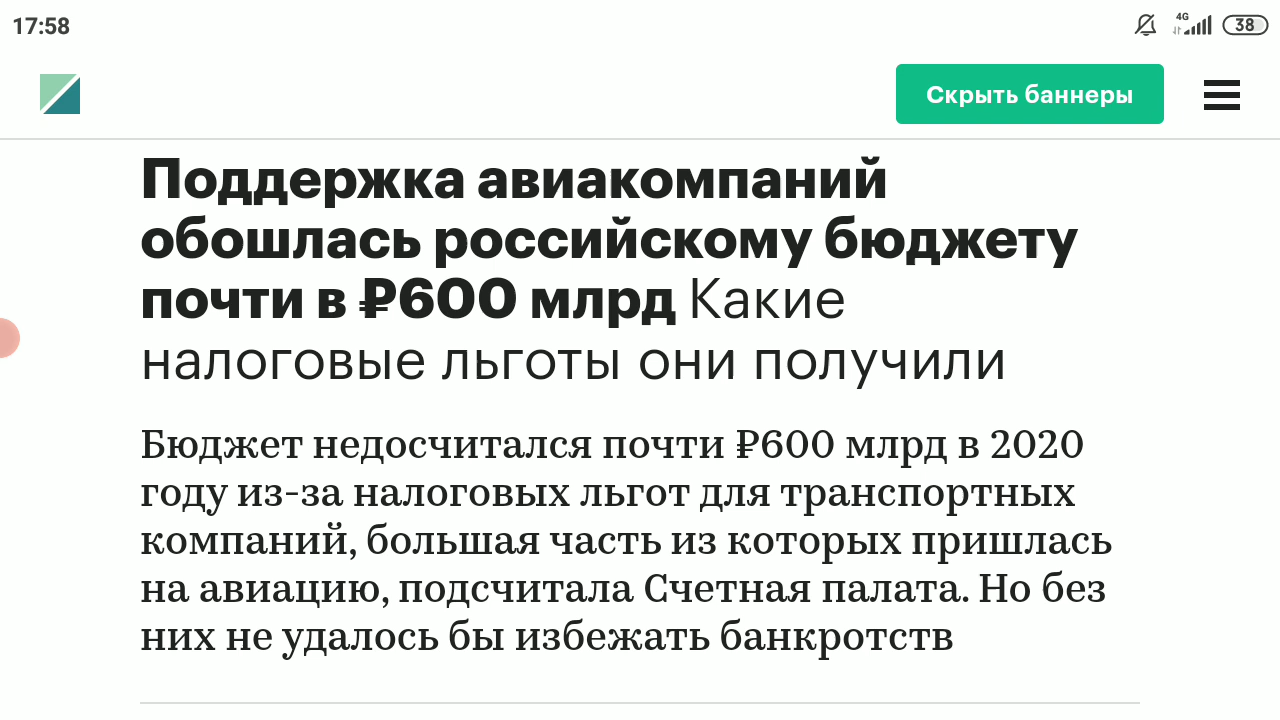 17:58
4G
38
Скрыть баннеры
Поддержка авиакомпаний
обошлась российскому бюджету
почти в ₽600 млрд Какие
налоговые льготы они получили
Бюджет недосчитался почти ₽600 млрд в 2020
году из-за налоговых льгот для транспортных
компаний, большая часть из которых пришлась
на авиацию, подсчитала Счетная палата. Но без
них не удалось бы избежать банкротств